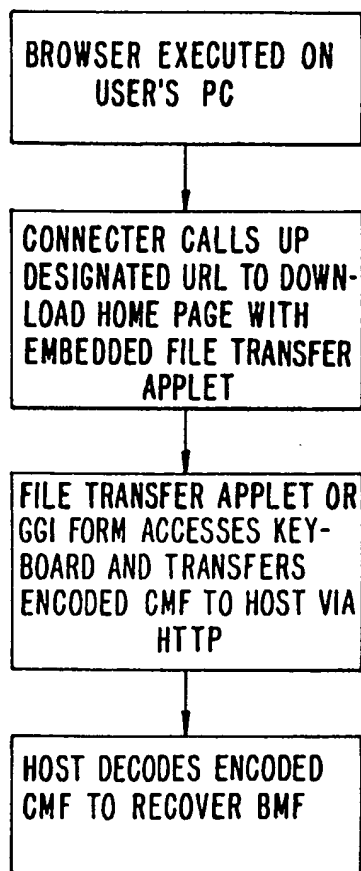 BROWSER EXECUTED ON
USER'S PC
CONNECTER CALLS UP
DESIGNATED URL TO DOWN-
LOAD HOME PAGE WITH
EMBEDDED FILE TRANSFER
APPLET
FILE TRANSFER APPLET OR
GGI FORM ACCESSES KEY-
BOARD AND TRANSFERS
ENCODED CMF TO HOST VIA
HTTP
HOST DECODES ENCODED
CMF TO RECOVER BMF